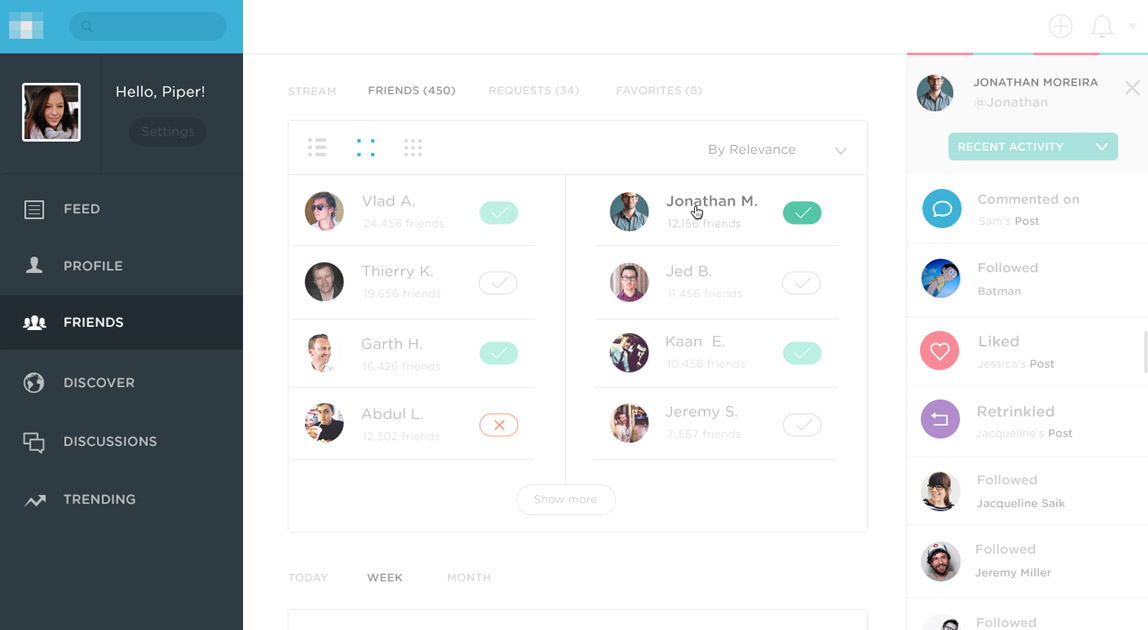 Hello, Piper!
Settings
FEED
PROFILE
FRIENDS
DISCOVER
DISCUSSIONS
TRENDING
STREAM FRIENDS (450) REQUESTS (34) FAVORITES (8)
By Relevance
Vlad A.
24,456 friends
Jonathan M.
12,156 friends
Thierry K.
19,656 friends
Jed B.
11,456 friends
Garth H.
16,426 friends
Kaan E.
10,456 friends
Abdul L.
12,302 friends
Jeremy S.
7,,567 friends
Show more
TODAY WEEK MONTH
JONATHAN MOREIRA
@Jonathan
RECENT ACTIVITY
Commented on
Sam's Post
Followed
Batman
Liked
Jessica's Post
Retrinkled
Jacqueline's Post
Followed
Jacqueline Saik
Followed
Jeremy Miller
Followed